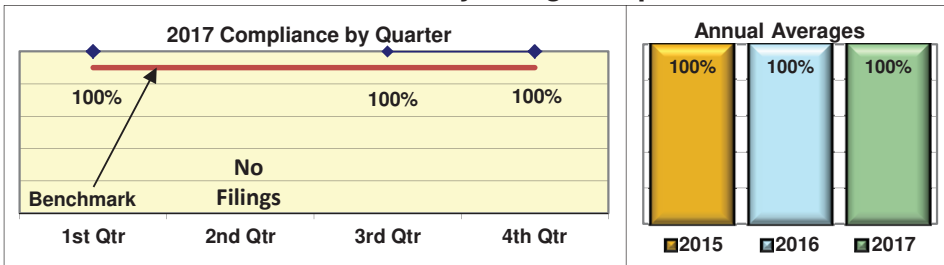 2017 Compliance by Quarter
100%
100%
100%
No
Filings
Benchmark
1st Qtr
2nd Qtr
3rd Qtr
4th Qtr
Annual Averages
100%
100%
100%
2015
2016
2017